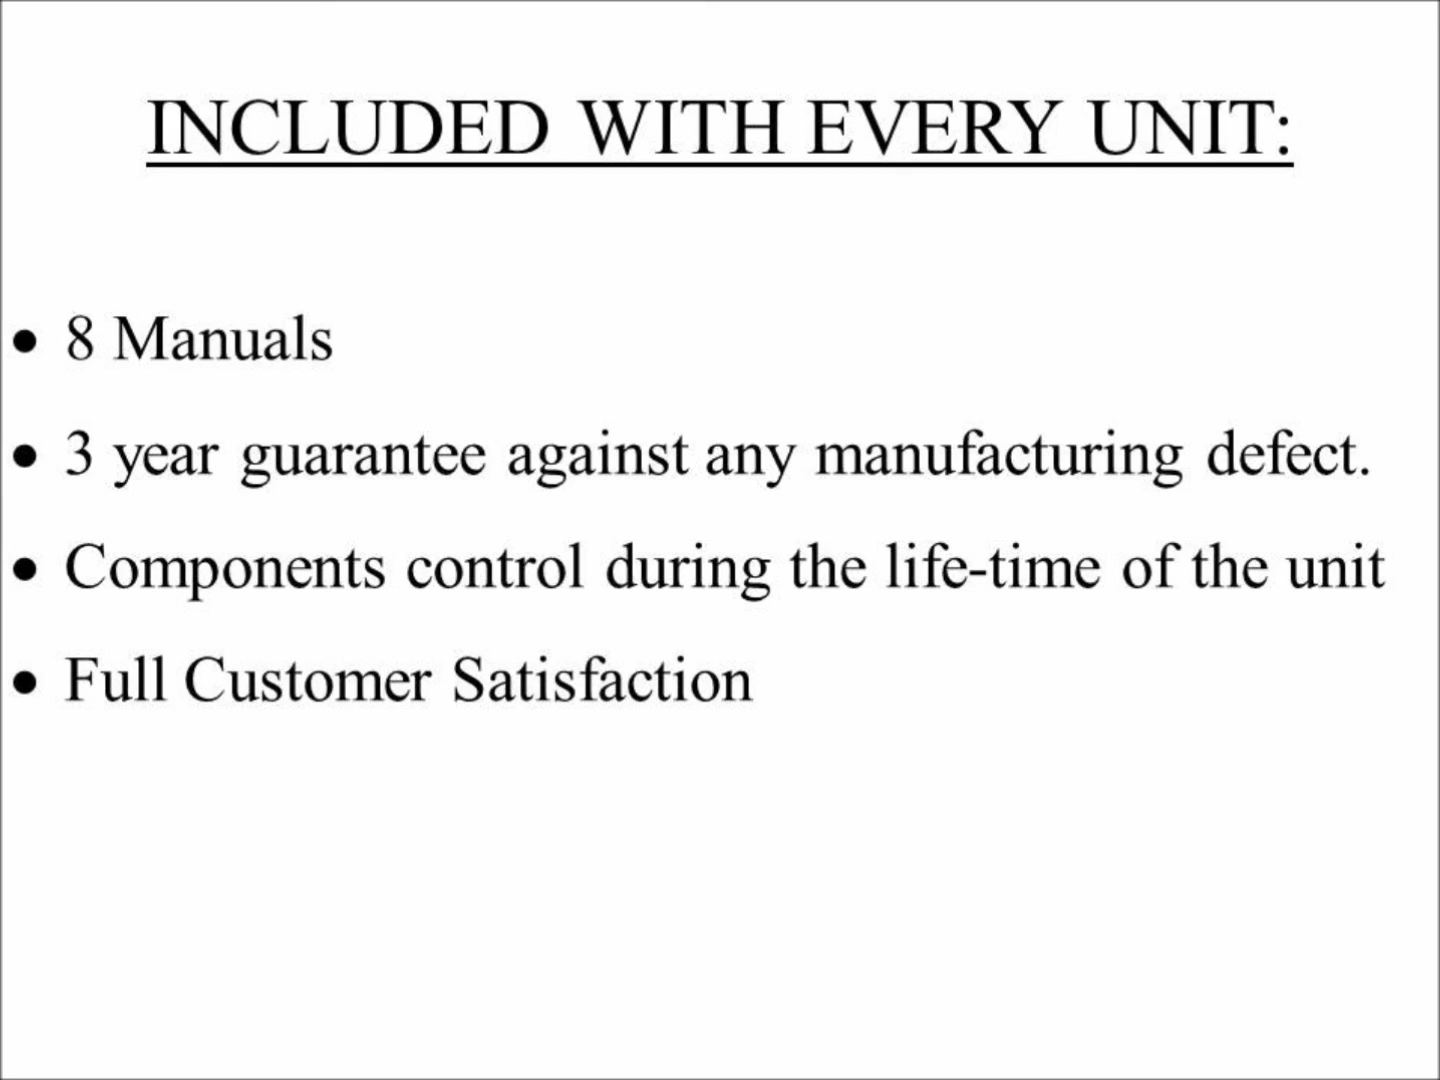 INCLUDED WITH EVERY UNIT:
• 8 Manuals
• 3 year guarantee against any manufacturing defect.
• Components control during the life-time of the unit
• Full Customer Satisfaction